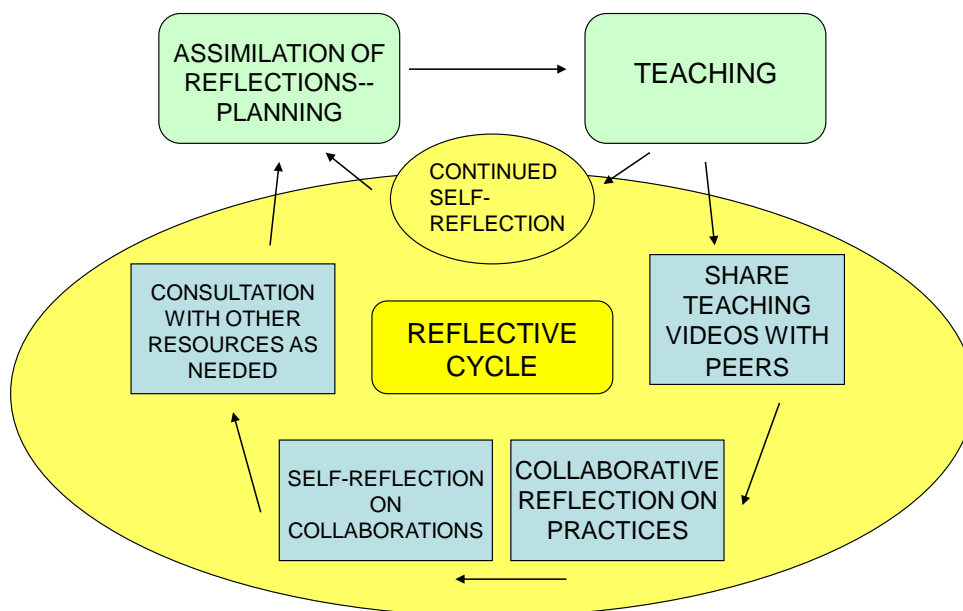 ASSIMILATION OF
REFLECTIONS--
PLANNING
TEACHING
CONTINUED
SELF-
REFLECTION
CONSULTATION
WITH OTHER
RESOURCES AS
NEEDED
REFLECTIVE
CYCLE
SHARE
TEACHING
VIDEOS WITH
PEERS
SELF-REFLECTION
ON
COLLABORATIONS
COLLABORATIVE
REFLECTION ON
PRACTICES